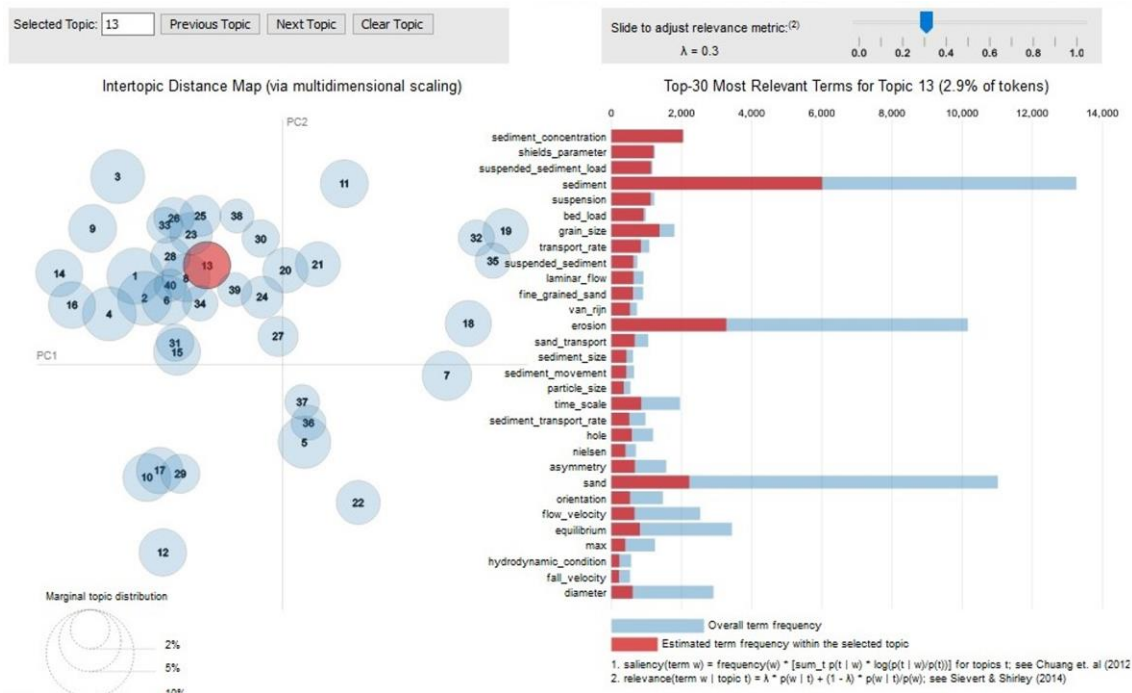 Selected Topic: 13 Previous Topic Next Topic Clear Topic
Slide to adjust relevance metric:(2)
λ = 0.3
0.0 0.2 0.4 0.6 0.8 1.0
Intertopic Distance Map (via multidimensional scaling)
PC2
PC1
3
11
9
26
25
38
33
23
19
32
30
28
13
35
20
21
14
1
8
40
39
24
2
6
34
16
4
18
27
31
15
7
37
36
5
17
10
29
22
12
Marginal topic distribution
2%
5%
10%
Top-30 Most Relevant Terms for Topic 13 (2.9% of tokens)
0 2,000 4,000 6,000 8,000 10,000 12,000 14,000
sediment_concentration
shields_parameter
suspended_sediment_load
sediment
suspension
bed_load
grain_size
transport_rate
suspended_sediment
laminar_flow
fine_grained_sand
van_rijn
erosion
sand_transport
sediment_size
sediment_movement
particle_size
time_scale
sediment_transport_rate
hole
nielsen
asymmetry
sand
orientation
flow_velocity
equilibrium
max
hydrodynamic_condition
fall_velocity
diameter
Overall term frequency
Estimated term frequency within the selected topic
1. saliency(term w) = frequency(w) * [sum_t p(t | w) * log(p(t | w)/p(t))] for topics t; see Chuang et. al (2012
2. relevance(term w | topic t) = λ * p(w | t) + (1 - λ) * p(w | t)/p(w); see Sievert & Shirley (2014)